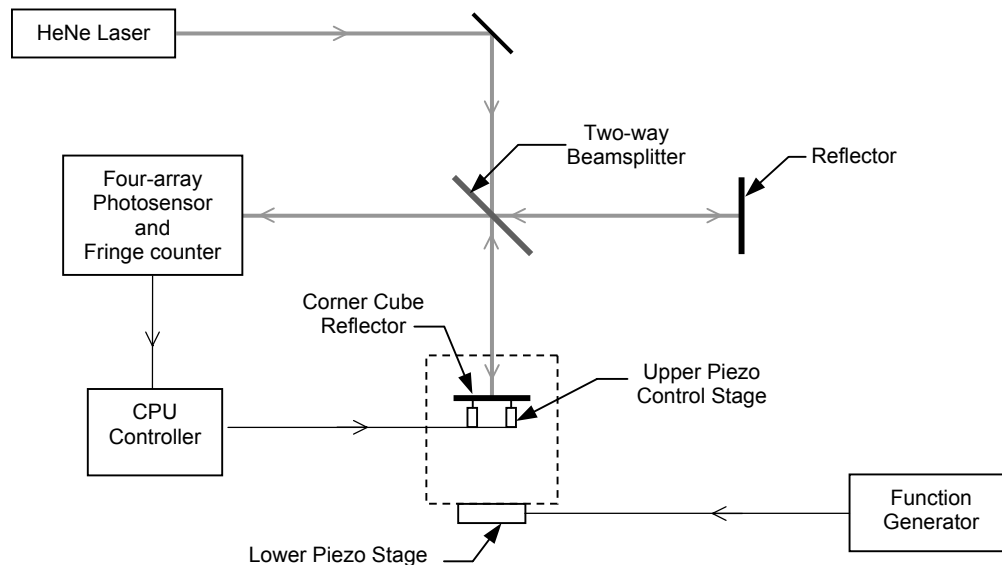 HeNe Laser
Two-way
Beamsplitter
Reflector
Four-array
Photosensor
and
Fringe counter
Corner Cube
Reflector
Upper Piezo
Control Stage
CPU
Controller
Function
Generator
Lower Piezo Stage